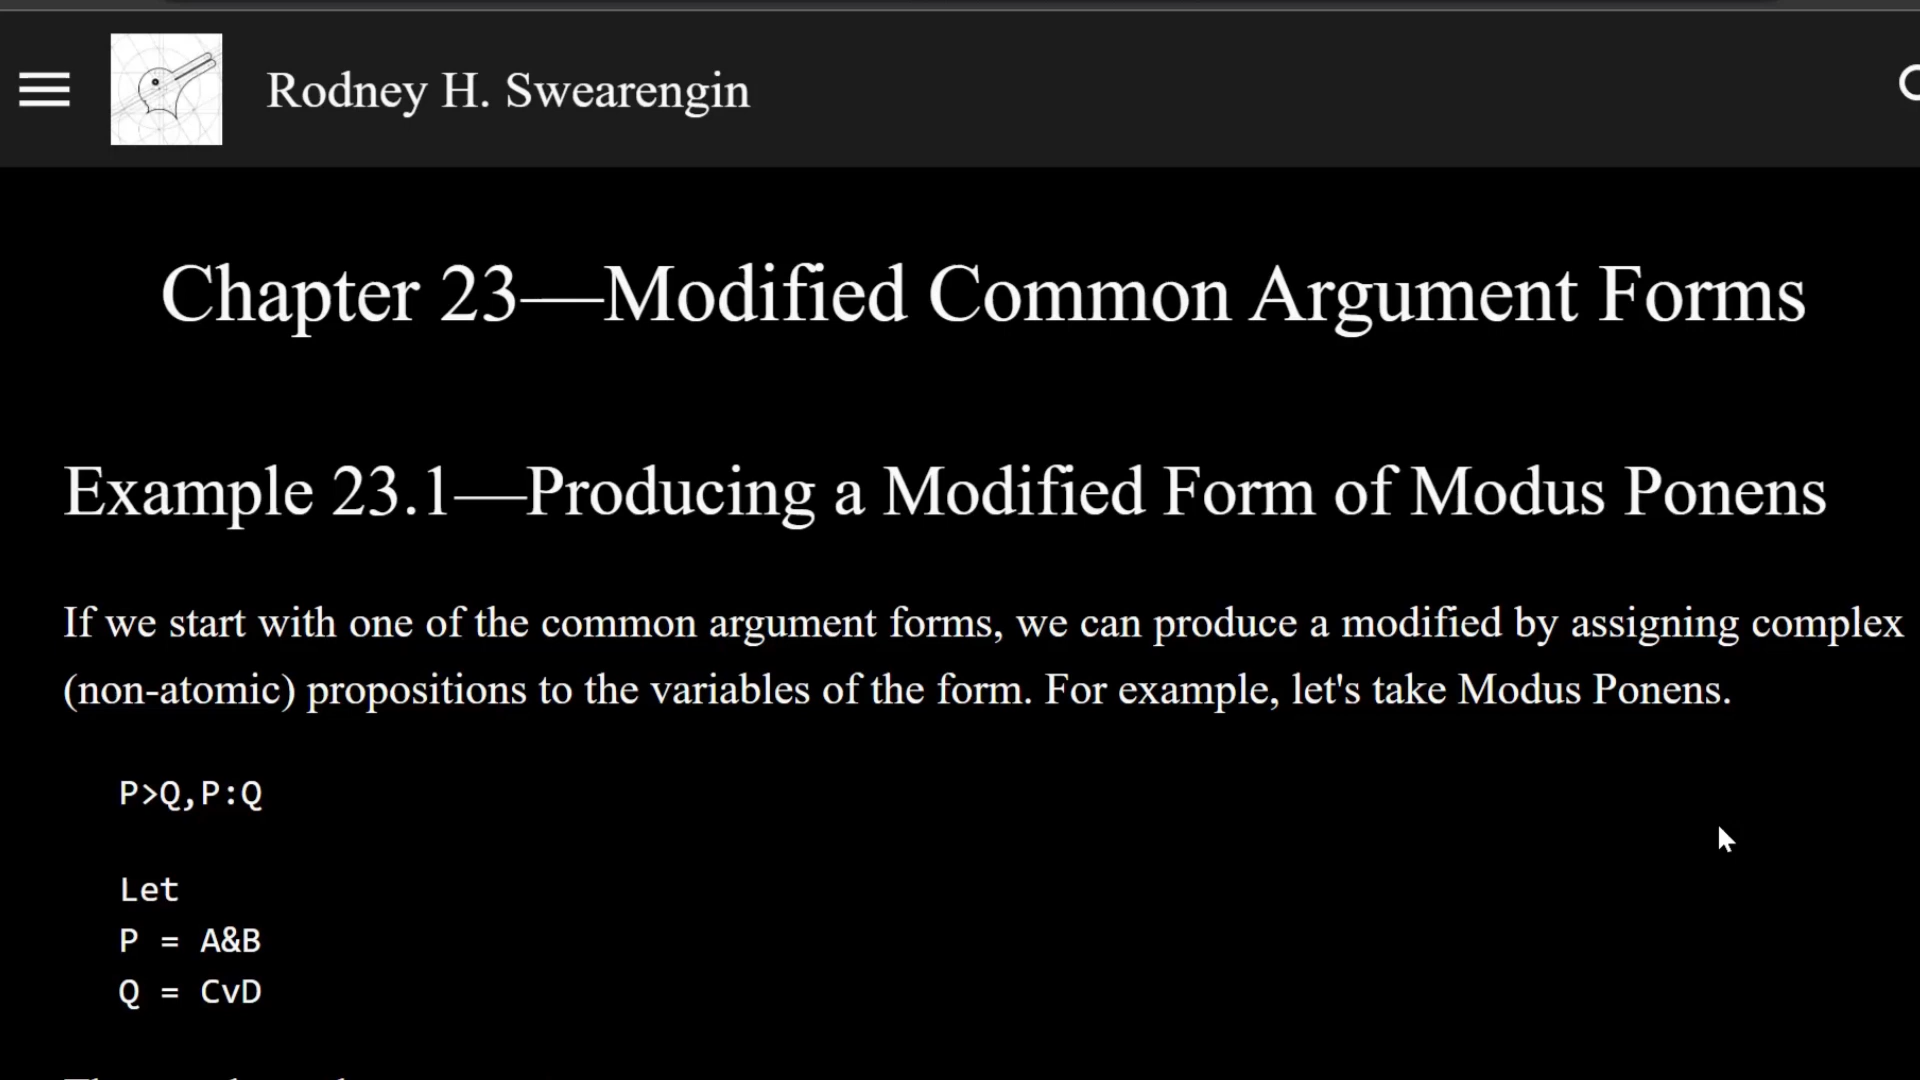 Rodney H. Swearengin
Chapter 23—Modified Common Argument Forms
Example 23.1—Producing a Modified Form of Modus Ponens
If we start with one of the common argument forms, we can produce a modified by assigning complex
(non-atomic) propositions to the variables of the form. For example, let's take Modus Ponens.
P>Q,P:Q
Let
P = A&B
Q = CvD